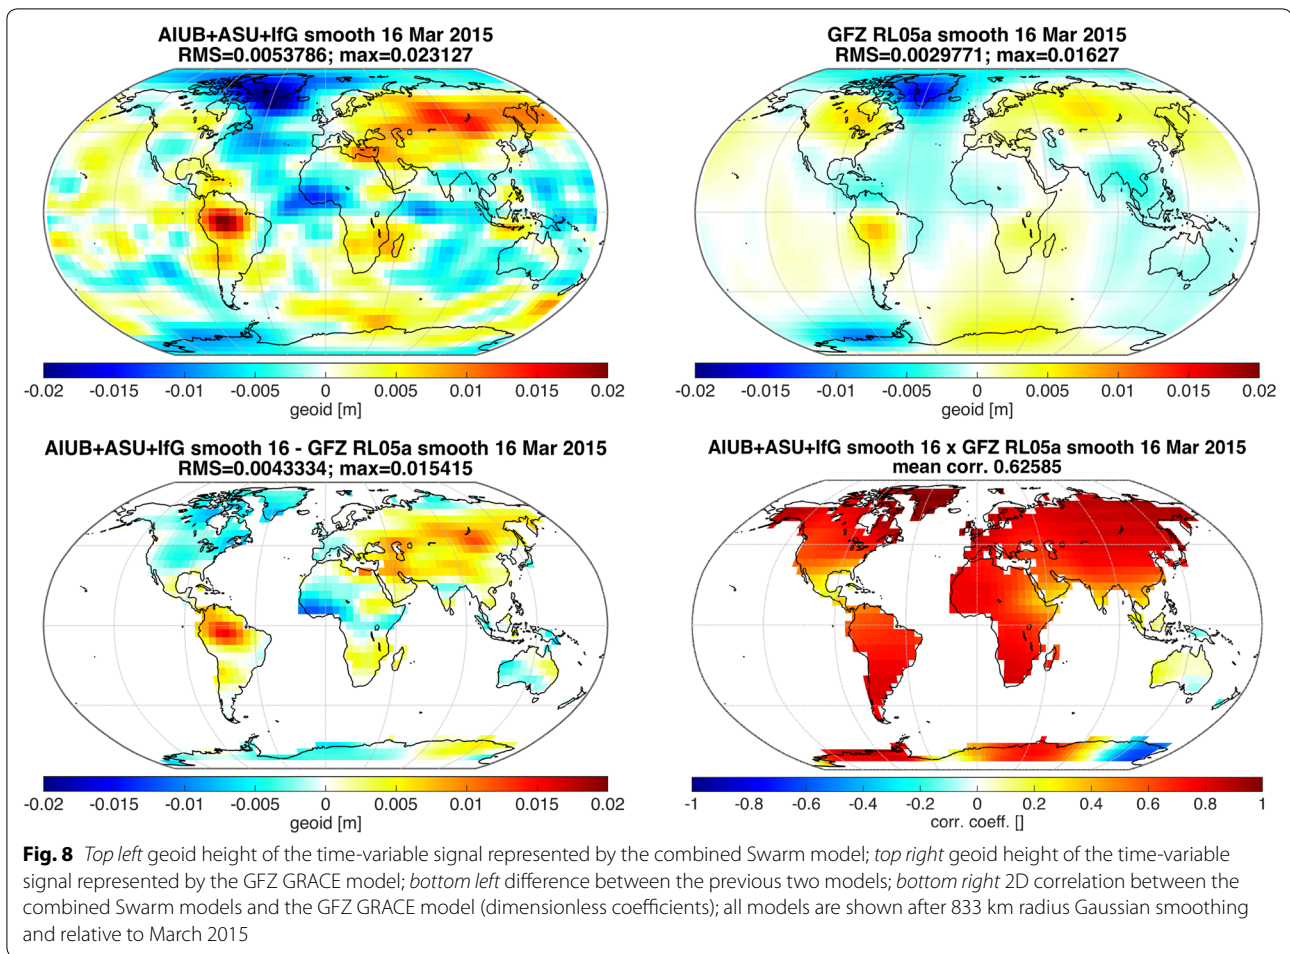 AIUB+ASU+IfG smooth 16 Mar 2015
RMS=0.0053786; max=0.023127
-0.02 -0.015 -0.01 -0.005 0 0.005 0.01 0.015 0.02
geoid [m]
GFZ RL05a smooth 16 Mar 2015
RMS=0.0029771; max=0.01627
-0.02 -0.015 -0.01 -0.005 0 0.005 0.010 0.015 0.02
geoid [m]
AIUB+ASU+IfG smooth 16 - GFZ RL05a smooth 16 Mar 2015
RMS=0.0043334; max=0.015415
-0.02 -0.015 -0.01 -0.005 0 0.005 0.010 0.015 0.02
geoid [m]
AIUB+ASU+IfG smooth 16 x GFZ RL05a smooth 16 Mar 2015
mean corr. 0.62585
-1 -0.8 -0.6 -0.4 -0.2 0 0.2 0.4 0.6 0.8 1
corr. coeff. []
Fig. 8 Top left geoid height of the time-variable signal represented by the combined Swarm model; top right geoid height of the time-variable
signal represented by the GFZ GRACE model; bottom left difference between the previous two models; bottom right 2D correlation between the
combined Swarm models and the GFZ GRACE model (dimensionless coefficients); all models are shown after 833 km radius Gaussian smoothing
and relative to March 2015